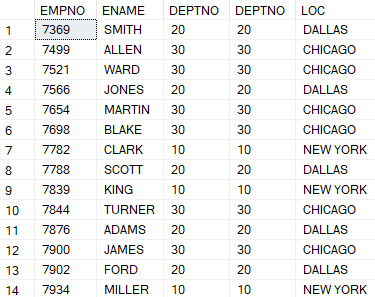 EMPNO ENAME DEPTNO DEPTNO LOC
1 7369 SMITH 20 20 DALLAS
2 7499 ALLEN 30 30 CHICAGO
3 7521 WARD 30 30 CHICAGO
4 7566 JONES 20 20 DALLAS
5 7654 MARTIN 30 30 CHICAGO
6 7698 BLAKE 30 30 CHICAGO
7 7782 CLARK 10 10 NEW YORK
8 7788 SCOTT 20 20 DALLAS
9 7839 KING 10 10 NEW YORK
10 7844 TURNER 30 30 CHICAGO
11 7876 ADAMS 20 20 DALLAS
12 7900 JAMES 30 30 CHICAGO
13 7902 FORD 20 20 DALLAS
14 7934 MILLER 10 10 NEW YORK